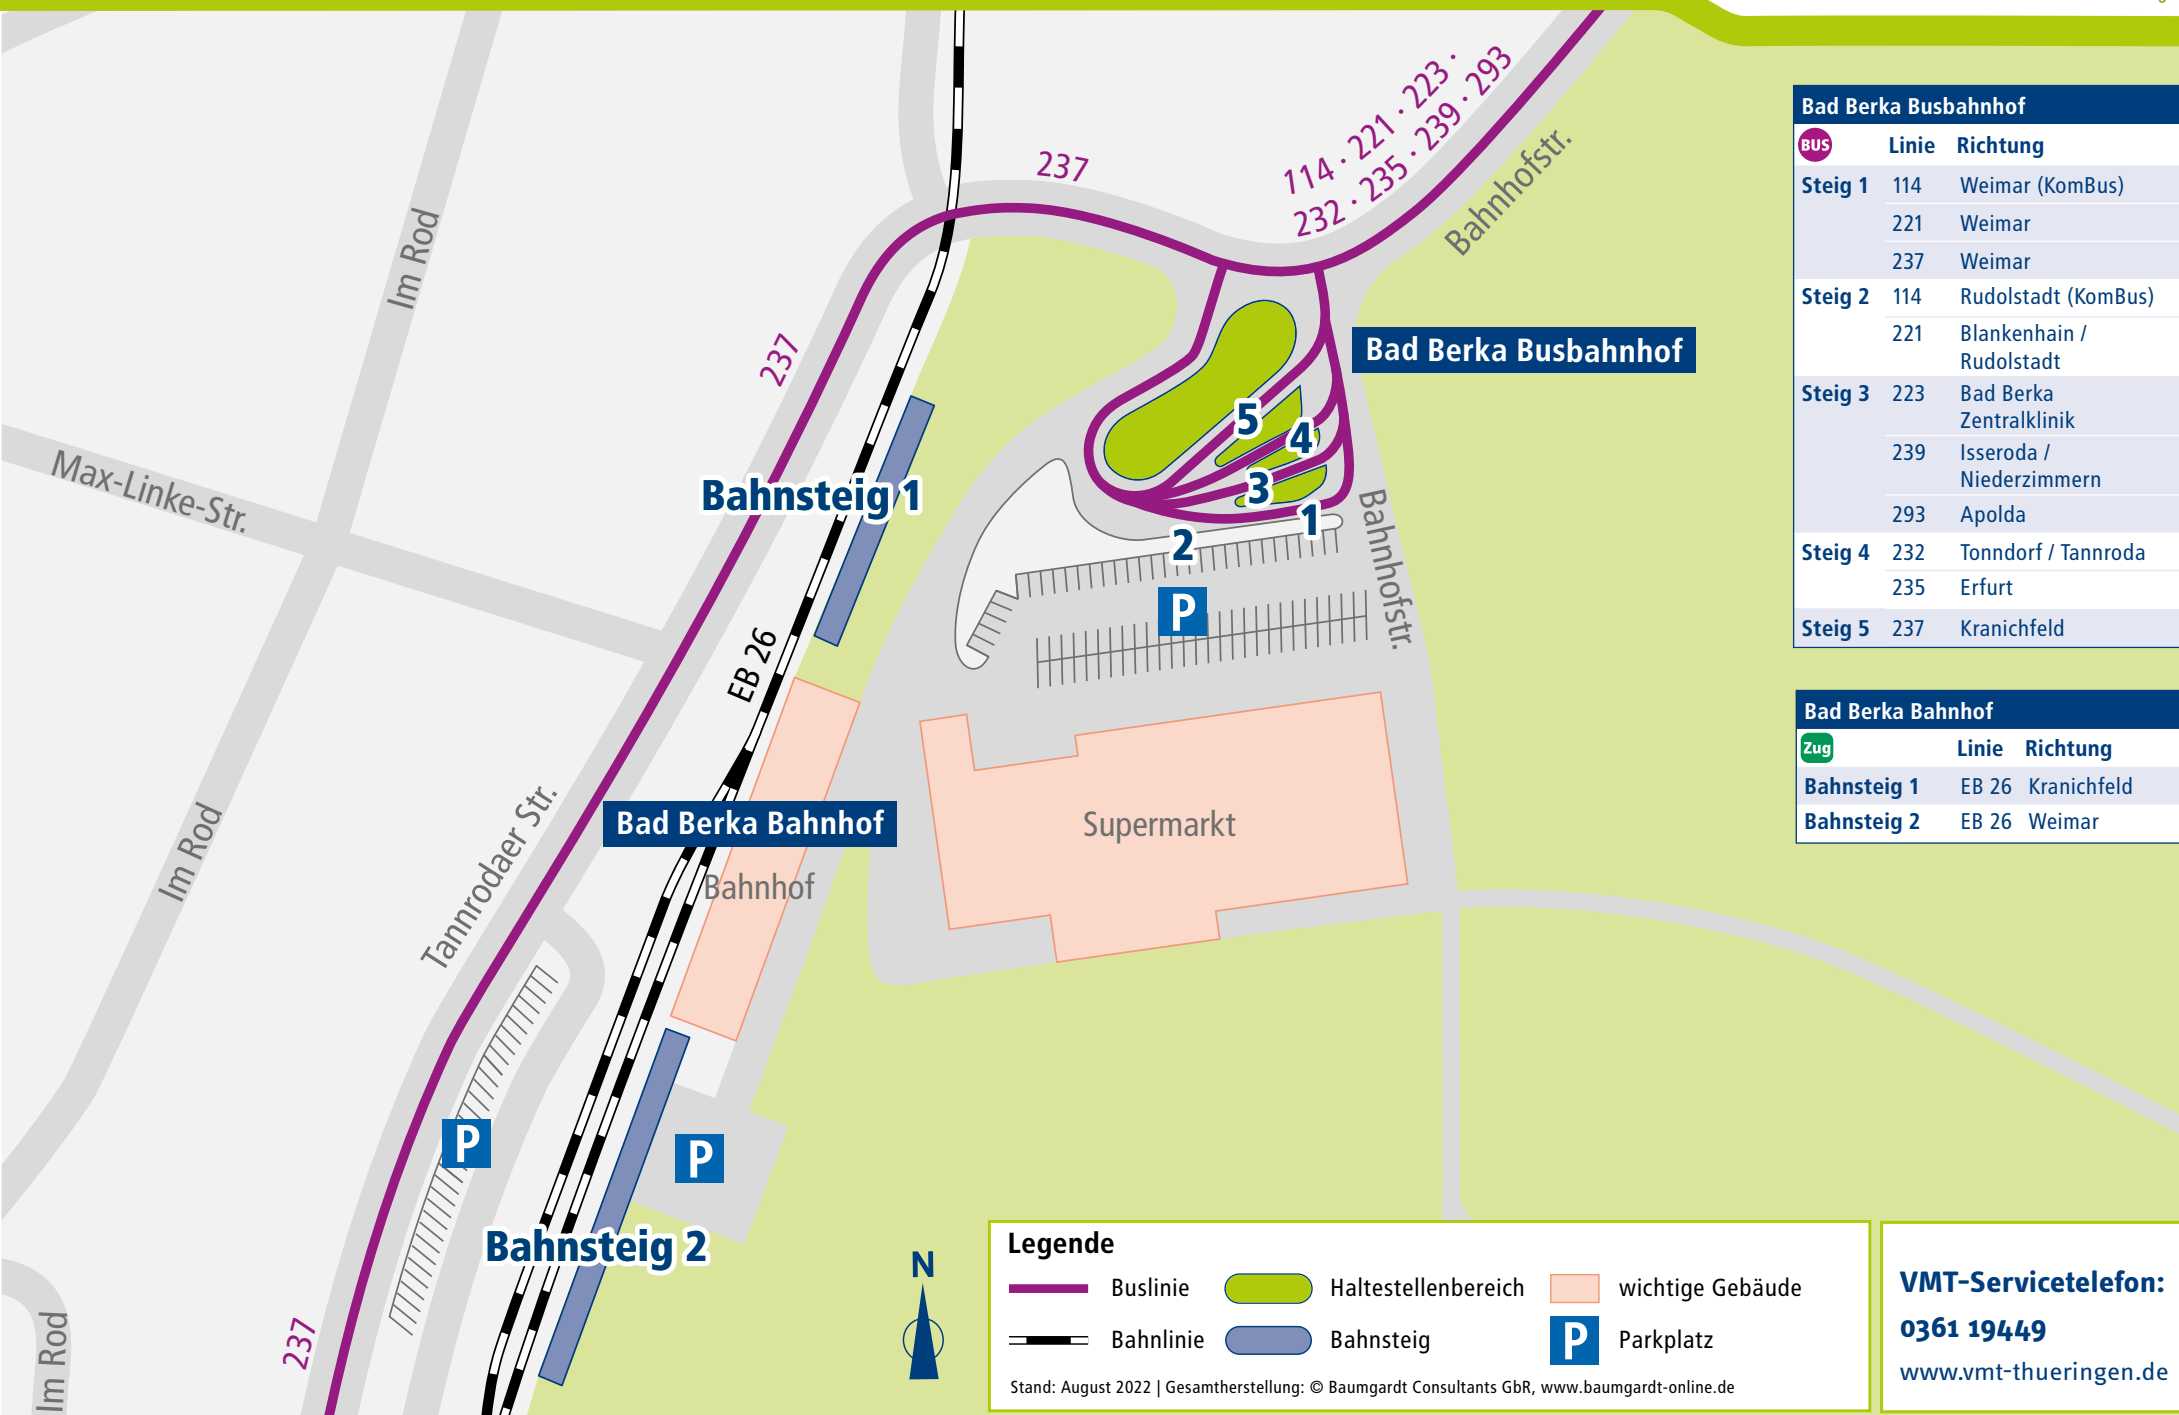 114 · 221 · 223 ·
232 · 235 · 239 · 293
237
Bahnhofstr.
Im Rod
237
Max-Linke-Str.
Bahnsteig 1
EB 26
Bad Berka Busbahnhof
5
4
3
1
2
P
Bahnhofstr.
Bad Berka Bahnhof
Bahnhof
Supermarkt
Im Rod
Tannrodaer Str.
P
P
Bahnsteig 2
237
Im Rod
N
Bad Berka Busbahnhof
BUS Linie Richtung
Steig 1 114 Weimar (KomBus)
221 Weimar
237 Weimar
Steig 2 114 Rudolstadt (KomBus)
221 Blankenhain /
Rudolstadt
Steig 3 223 Bad Berka
Zentralklinik
239 Isseroda /
Niederzimmern
293 Apolda
Steig 4 232 Tonndorf / Tannroda
235 Erfurt
Steig 5 237 Kranichfeld
Bad Berka Bahnhof
Zug Linie Richtung
Bahnsteig 1 EB 26 Kranichfeld
Bahnsteig 2 EB 26 Weimar
Legende
Buslinie Haltestellenbereich wichtige Gebäude
Bahnlinie Bahnsteig P Parkplatz
Stand: August 2022 | Gesamtherstellung: © Baumgardt Consultants GbR, www.baumgardt-online.de
VMT-Servicetelefon:
0361 19449
www.vmt-thueringen.de